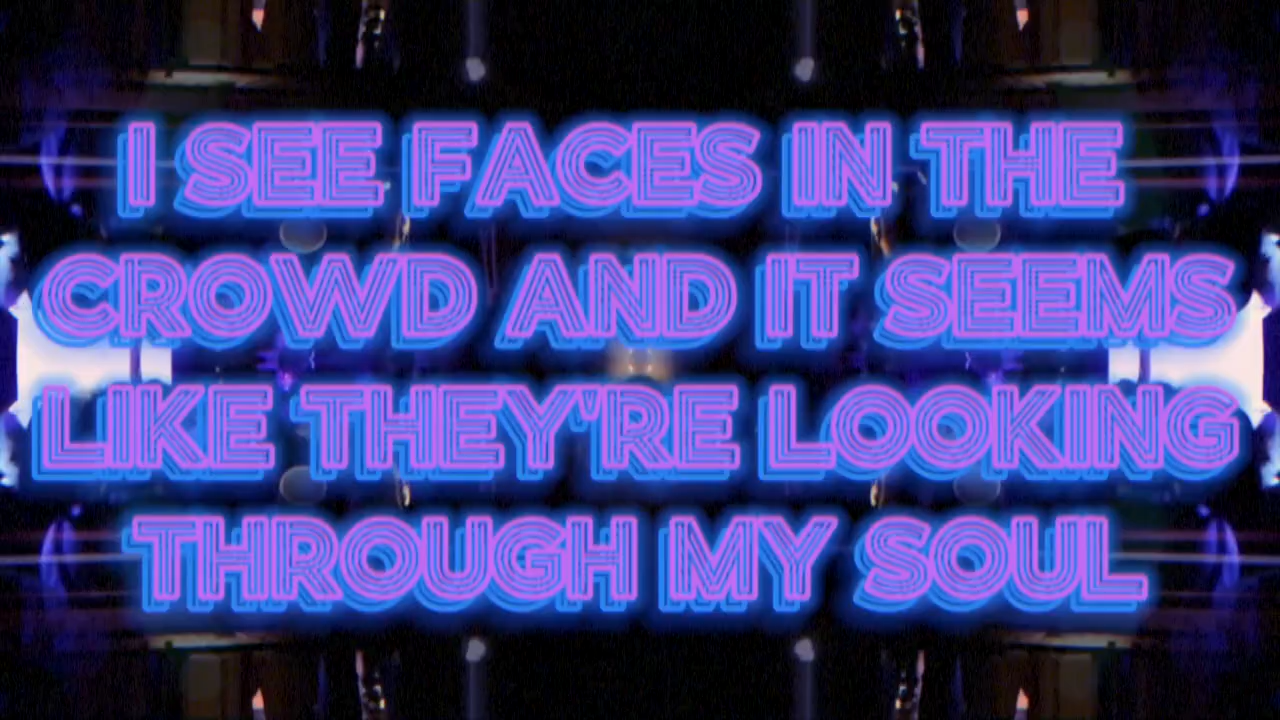 I SEE FACES IN THE
CROWD AND IT SEEMS
LIKE THEY'RE LOOKING
THROUGH MY SOUL